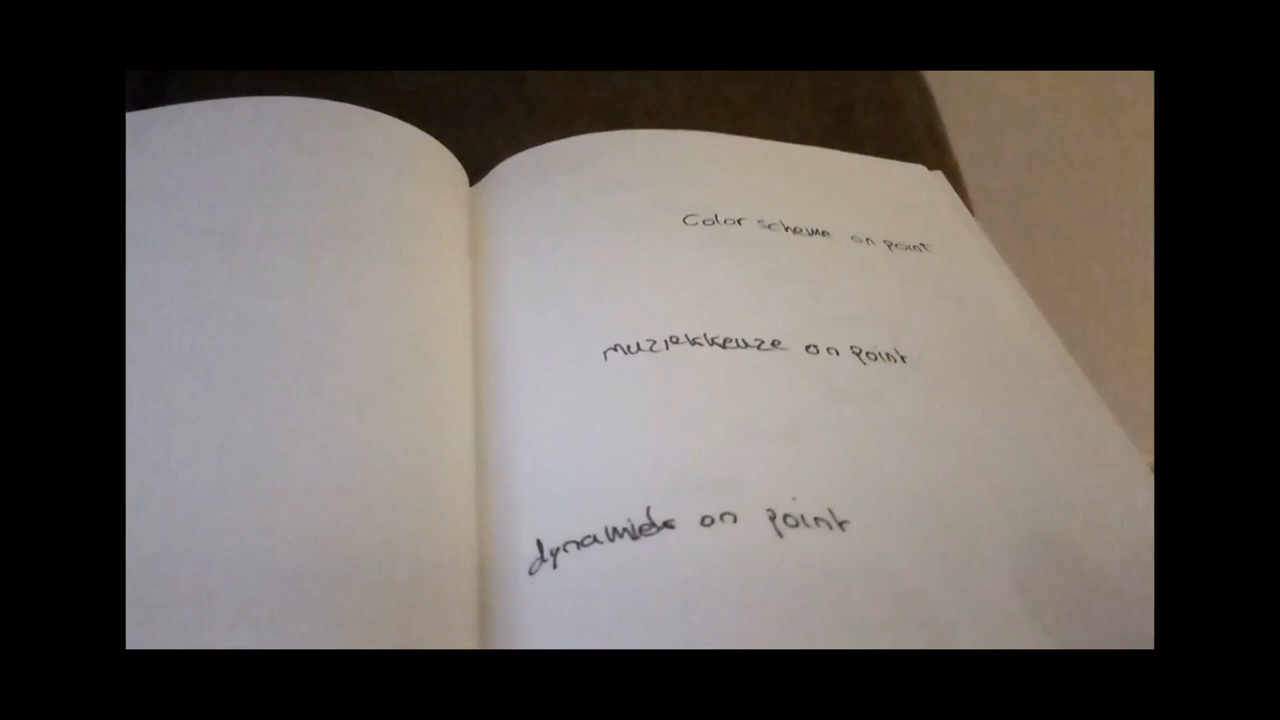 Color scheme on point
muziekkeuze on point
dynamiek on point